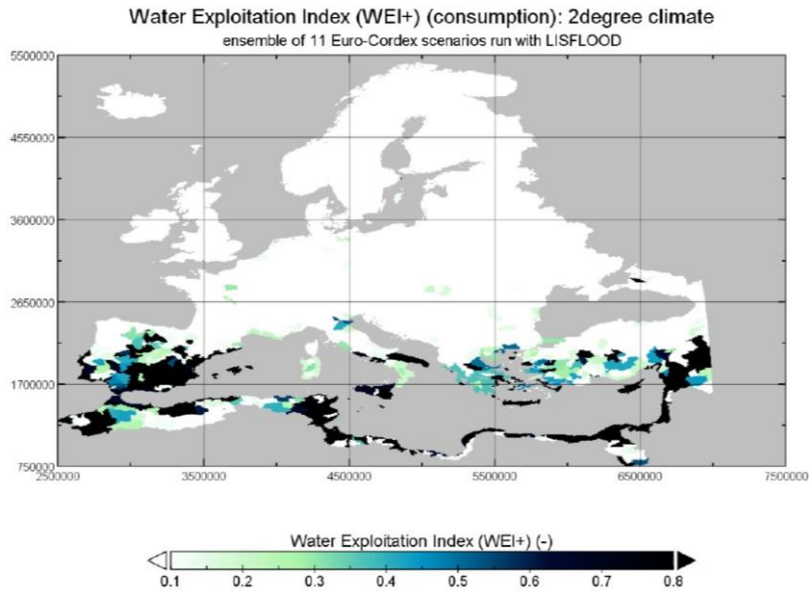 Water Exploitation Index (WEI+) (consumption): 2degree climate
ensemble of 11 Euro-Cordex scenarios run with LISFLOOD
5500000
4550000
3600000
2650000
1700000
750000
2500000 3500000 4500000 5500000 6500000 7500000
Water Exploitation Index (WEI+) (-)
0.1 0.2 0.3 0.4 0.5 0.6 0.7 0.8